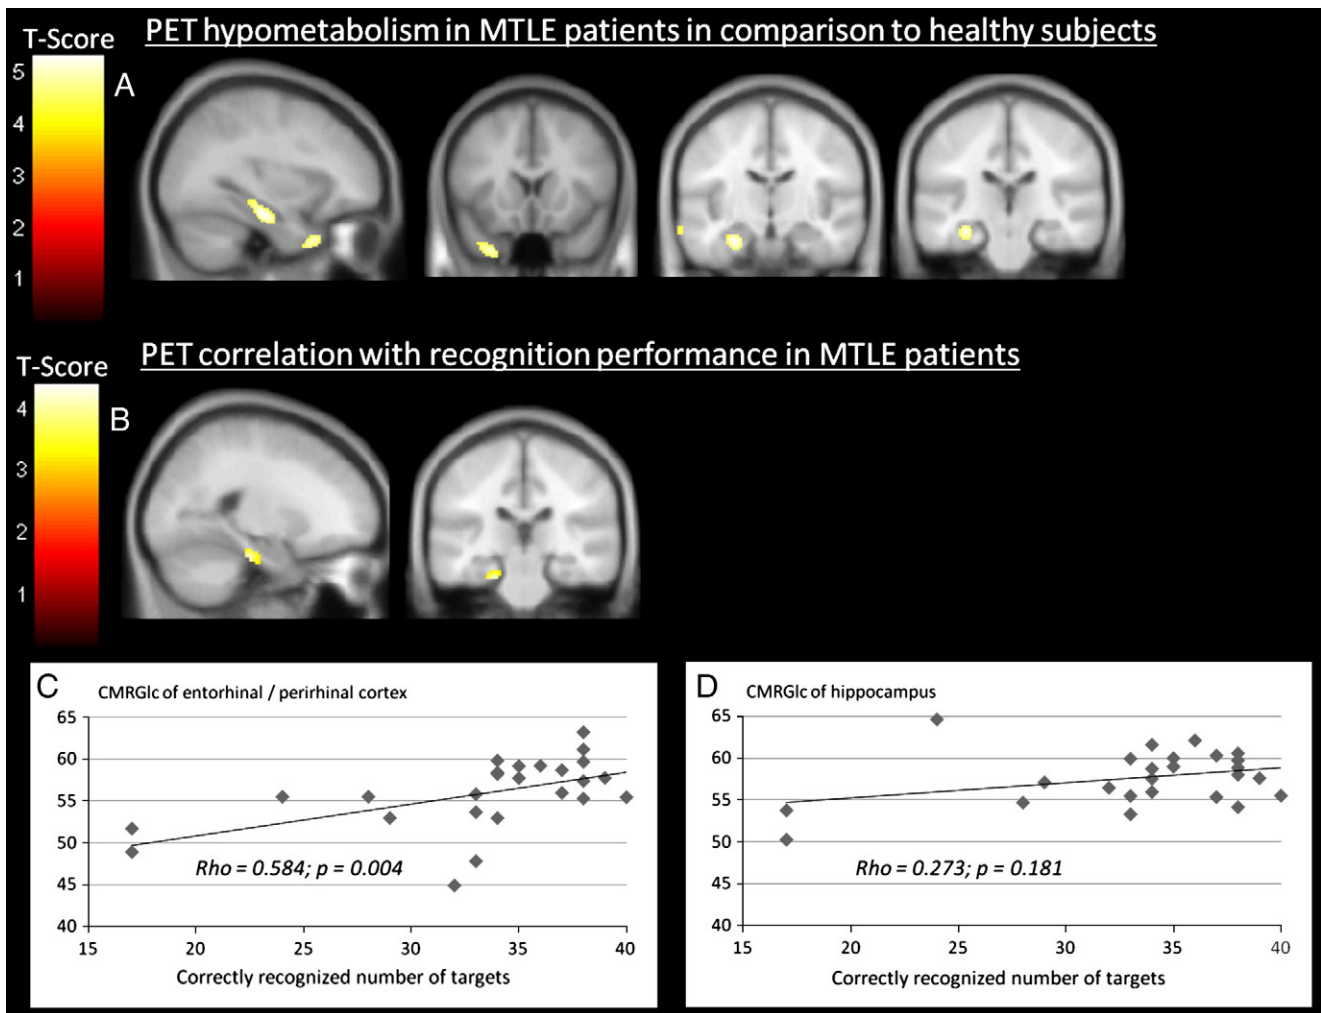 PET hypometabolism in MTLE patients in comparison to healthy subjects
T-Score
A
5
4
3
2
1
PET correlation with recognition performance in MTLE patients
T-Score
B
4
3
2
1
C
CMRGlc of entorhinal / perirhinal cortex
65
60
55
50
45
40
Rho = 0.584; p = 0.004
15 20 25 30 35 40
Correctly recognized number of targets
D
CMRGlc of hippocampus
65
60
55
50
45
40
Rho = 0.273; p = 0.181
15 20 25 30 35 40
Correctly recognized number of targets